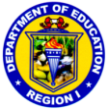 DEPARTMENT OF EDUCATION
REGION I